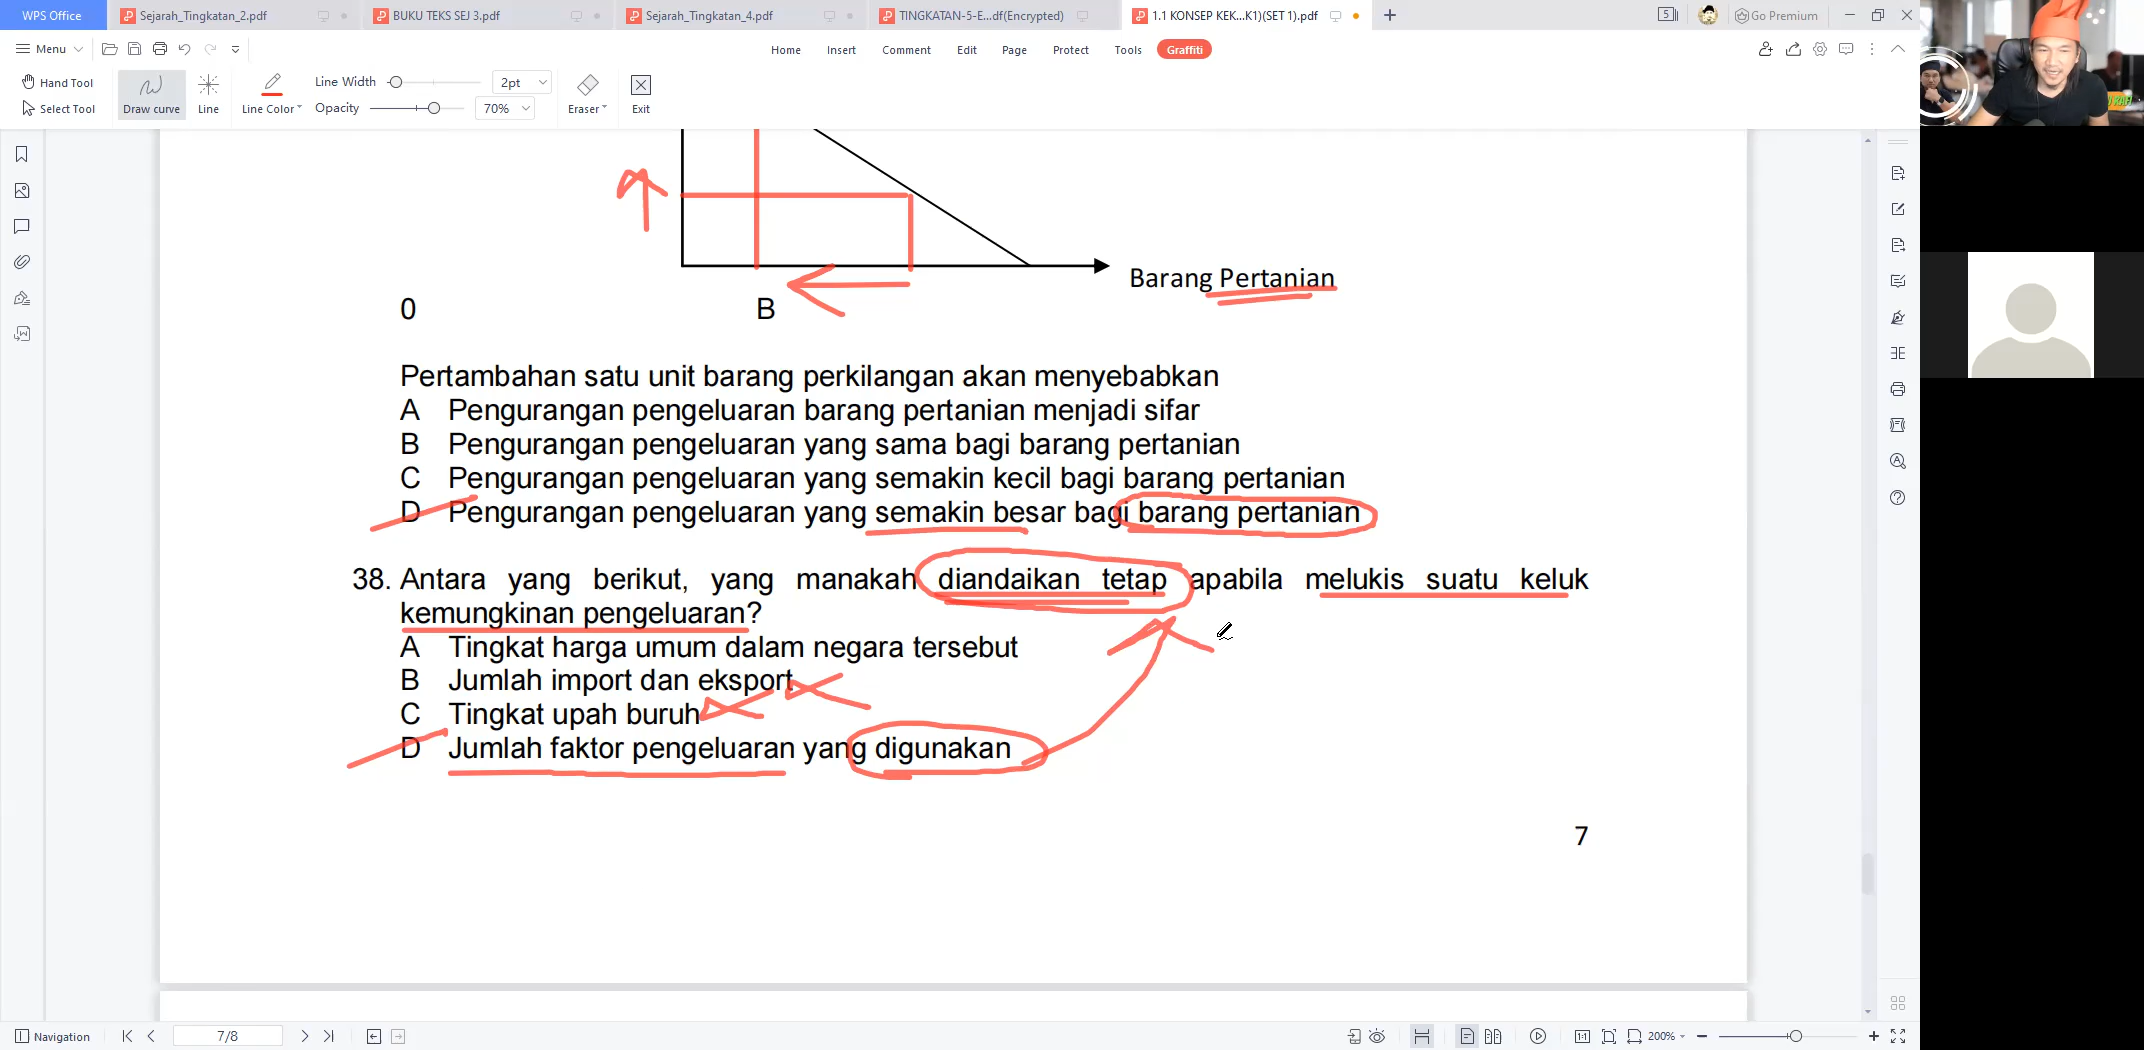 WPS Office
Sejarah_Tingkatan_2.pdf
BUKU TEKS SEJ 3.pdf
Sejarah_Tingkatan_4.pdf
TINGKATAN-5-E...df(Encrypted)
1.1 KONSEP KEK...K1)(SET 1).pdf
5
Go Premium
Menu
Home
Insert
Comment
Edit
Page
Protect
Tools
Graffiti
Hand Tool
Select Tool
Draw curve
Line
Line Color
Line Width
2pt
Opacity
70%
Eraser
Exit
Barang Pertanian
0 B
Pertambahan satu unit barang perkilangan akan menyebabkan
A Pengurangan pengeluaran barang pertanian menjadi sifar
B Pengurangan pengeluaran yang sama bagi barang pertanian
C Pengurangan pengeluaran yang semakin kecil bagi barang pertanian
D Pengurangan pengeluaran yang semakin besar bagi barang pertanian
38. Antara yang berikut, yang manakah diandaikan tetap apabila melukis suatu keluk
kemungkinan pengeluaran?
A Tingkat harga umum dalam negara tersebut
B Jumlah import dan eksport
C Tingkat upah buruh
D Jumlah faktor pengeluaran yang digunakan
7
Navigation
7/8
1:1
200%